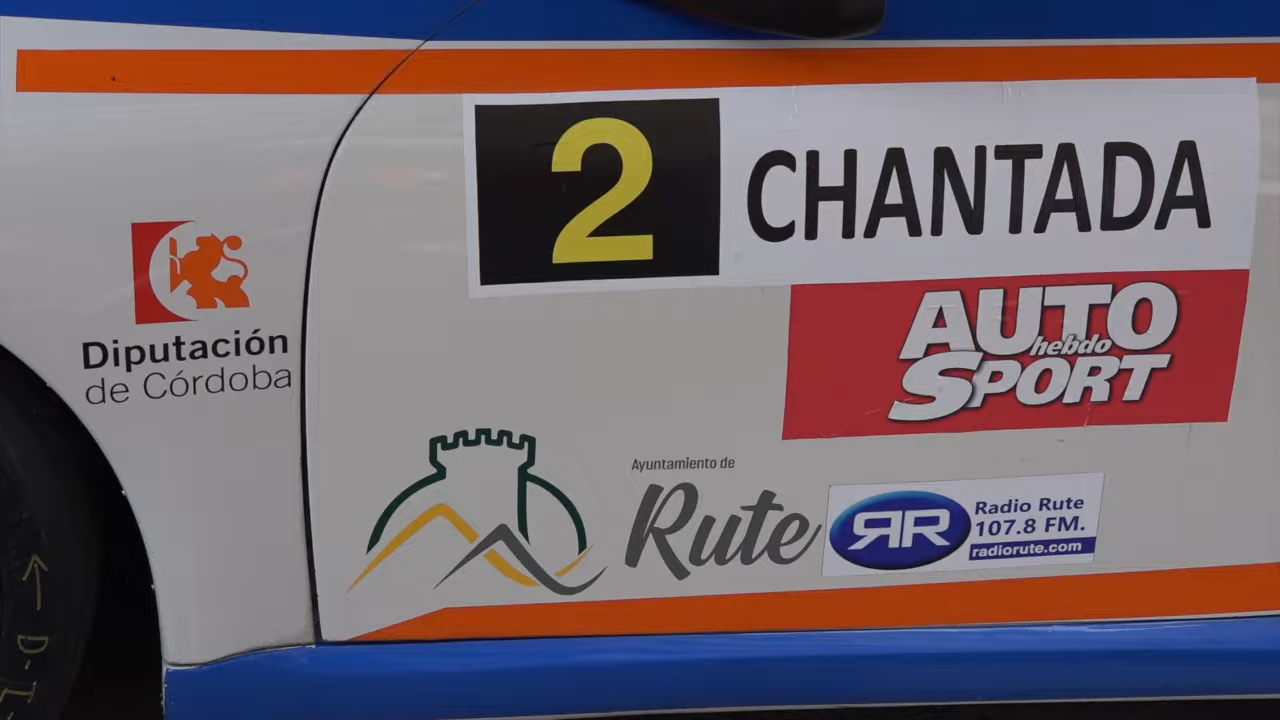 2 CHANTADA
AUTO
hebdo
SPORT
Diputación
de Córdoba
Ayuntamiento de
Rute
RR
Radio Rute
107.8 FM.
radiorute.com
D-I-